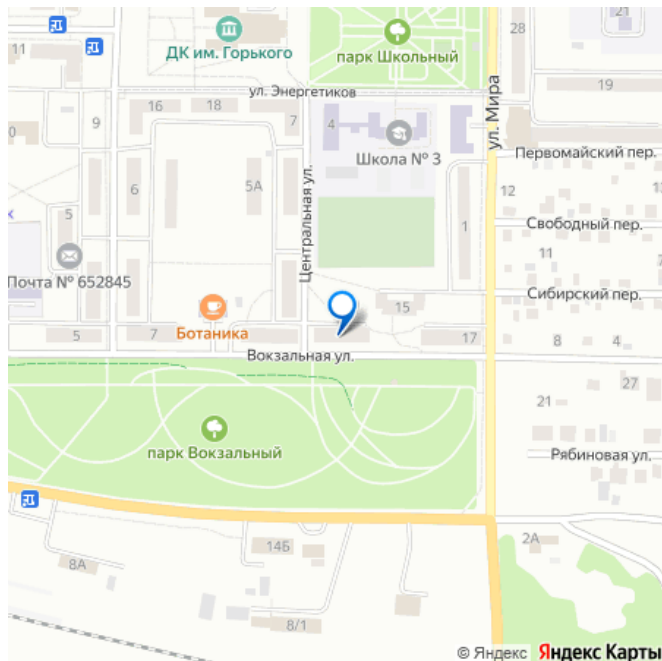 21
ДК им. Горького
28
парк Школьный
19
ул. Энергетиков
16
18
7
4
9
ул. Мира
Школа № 3
Первомайский пер.
6
5А
12
Центральная ул.
5
1
Свободный пер.
11
Почта № 652845
Сибирский пер.
15
Ботаника
5
7
17
8
4
Вокзальная ул.
27
21
парк Вокзальный
Рябиновая ул.
14Б
2А
8А
8/1
© Яндекс Яндекс Карты